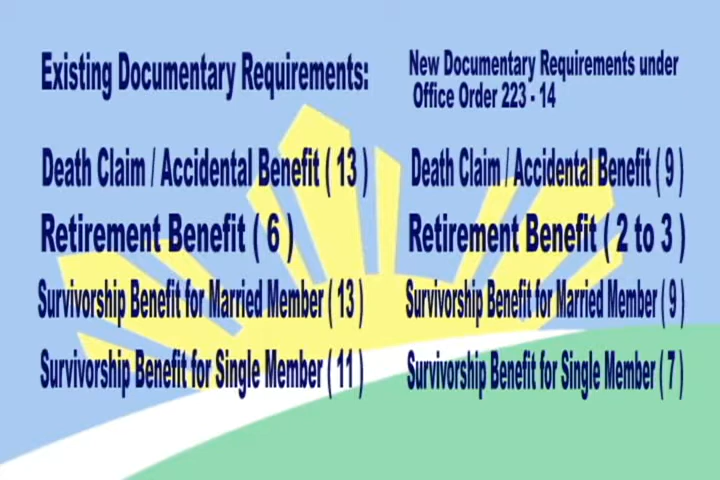 Existing Documentary Requirements:
Death Claim / Accidental Benefit ( 13 )
Retirement Benefit ( 6 )
Survivorship Benefit for Married Member ( 13 )
Survivorship Benefit for Single Member ( 11 )
New Documentary Requirements under
Office Order 223 - 14
Death Claim / Accidental Benefit ( 9 )
Retirement Benefit ( 2 to 3 )
Survivorship Benefit for Married Member ( 9 )
Survivorship Benefit for Single Member ( 7 )